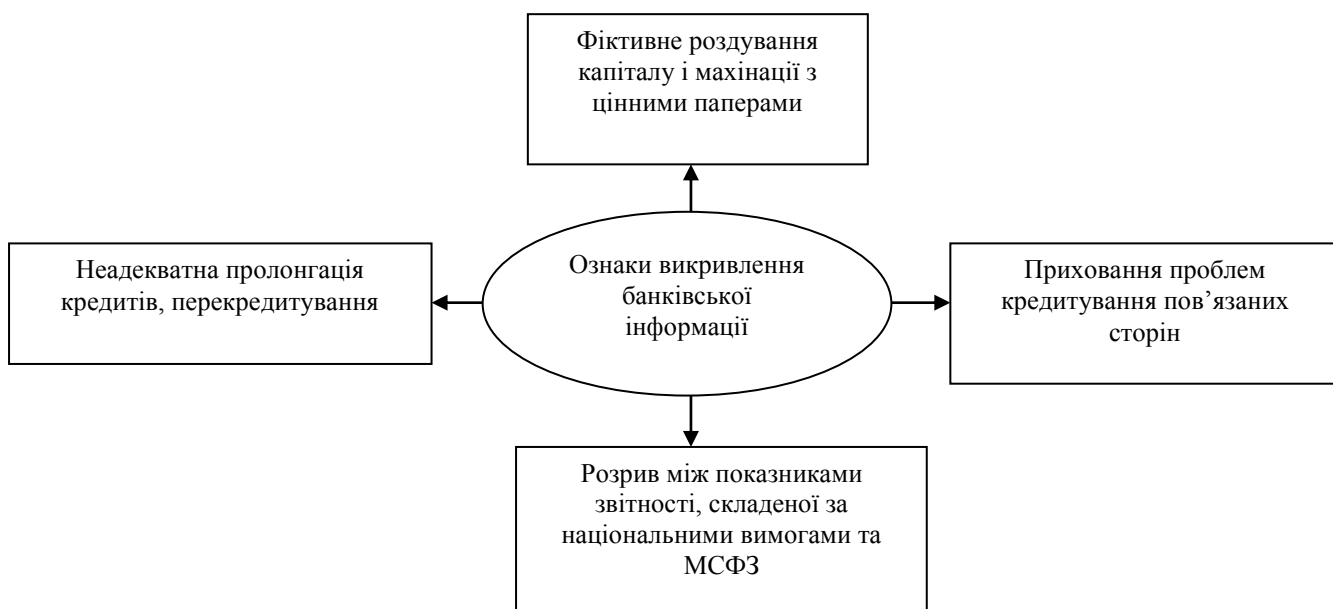 Фіктивне роздування
капіталу і махінації з
цінними паперами
Неадекватна пролонгація
кредитів, перекредитування
Ознаки викривлення
банківської
інформації
Приховання проблем
кредитування пов’язаних
сторін
Розрив між показниками
звітності, складеної за
національними вимогами та
МСФЗ